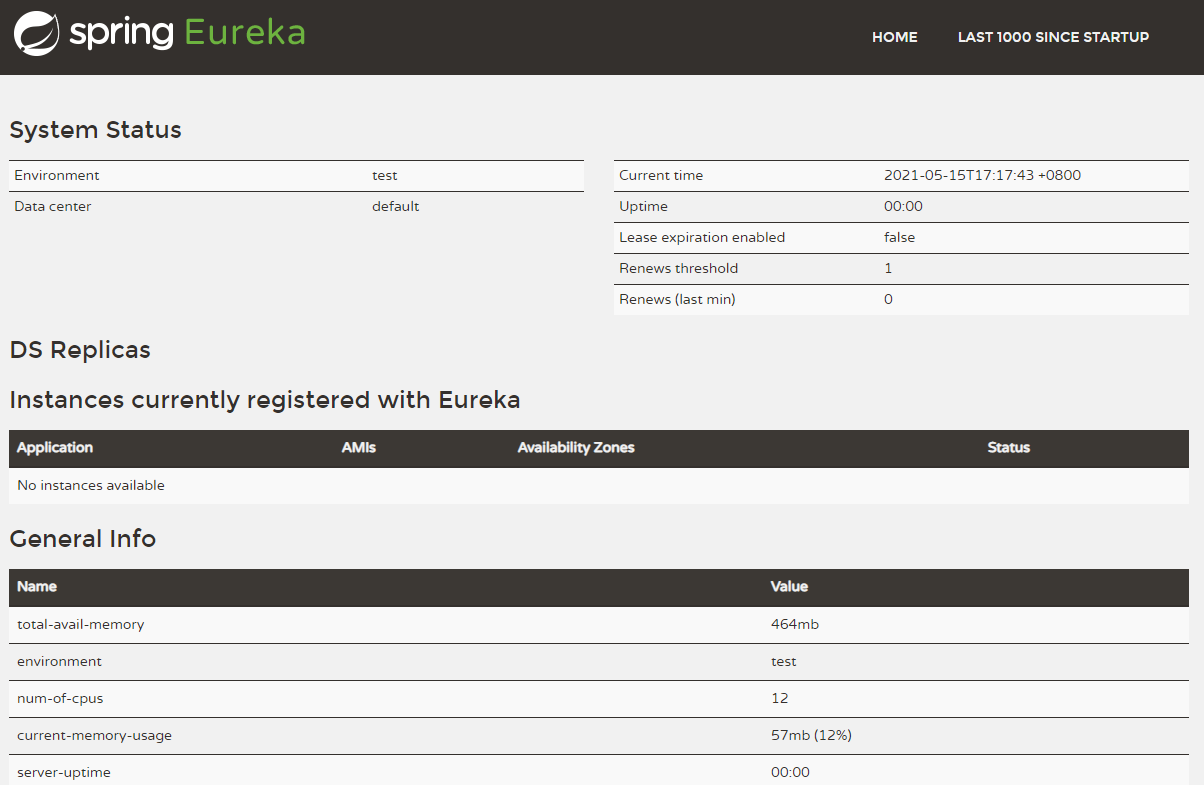 spring Eureka
HOME LAST 1000 SINCE STARTUP
System Status
Environment test
Data center default
Current time 2021-05-15T17:17:43 +0800
Uptime 00:00
Lease expiration enabled false
Renews threshold 1
Renews (last min) 0
DS Replicas
Instances currently registered with Eureka
Application AMIs Availability Zones Status
No instances available
General Info
Name Value
total-avail-memory 464mb
environment test
num-of-cpus 12
current-memory-usage 57mb (12%)
server-uptime 00:00